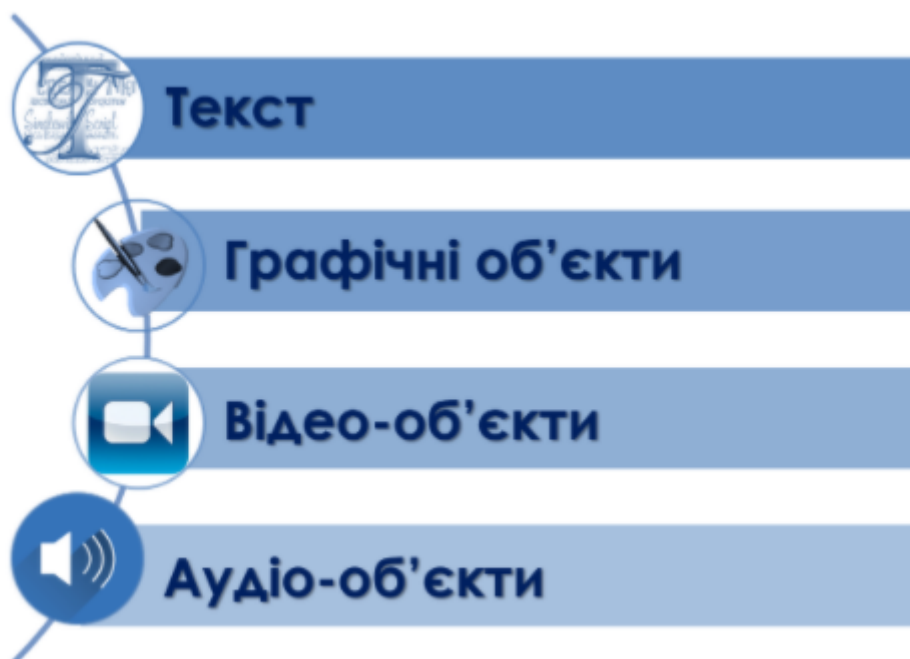 Текст
Графічні об’єкти
Відео-об’єкти
Аудіо-об’єкти